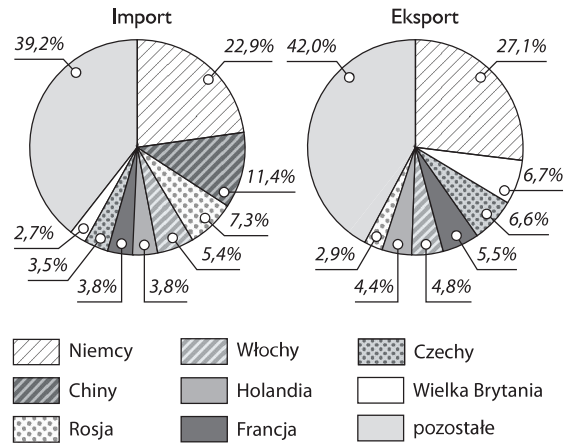 Import
Eksport
39,2%
22,9%
11,4%
7,3%
5,4%
3,8%
3,8%
3,5%
2,7%
42,0%
27,1%
6,7%
6,6%
5,5%
4,8%
4,4%
2,9%
Niemcy
Włochy
Czechy
Chiny
Holandia
Wielka Brytania
Rosja
Francja
pozostałe